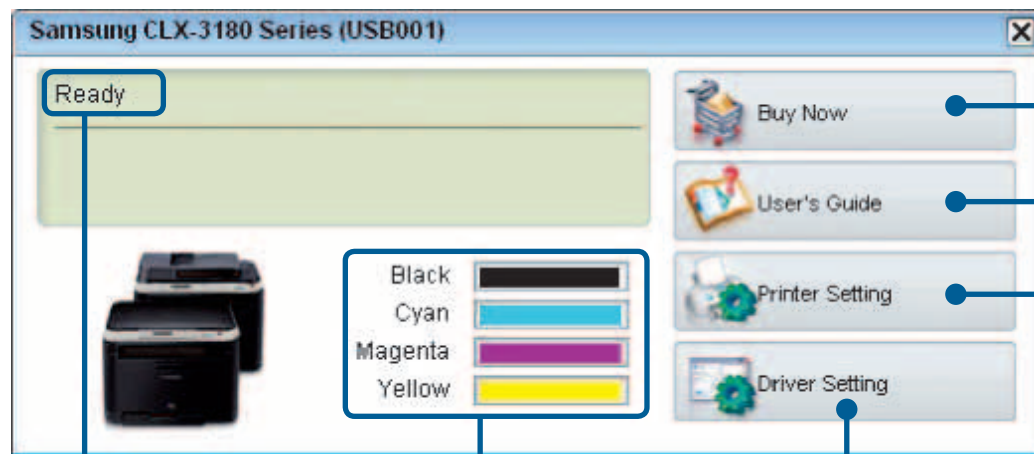 Samsung CLX-3180 Series (USB001)
Ready
Buy Now
User's Guide
Printer Setting
Driver Setting
Black
Cyan
Magenta
Yellow